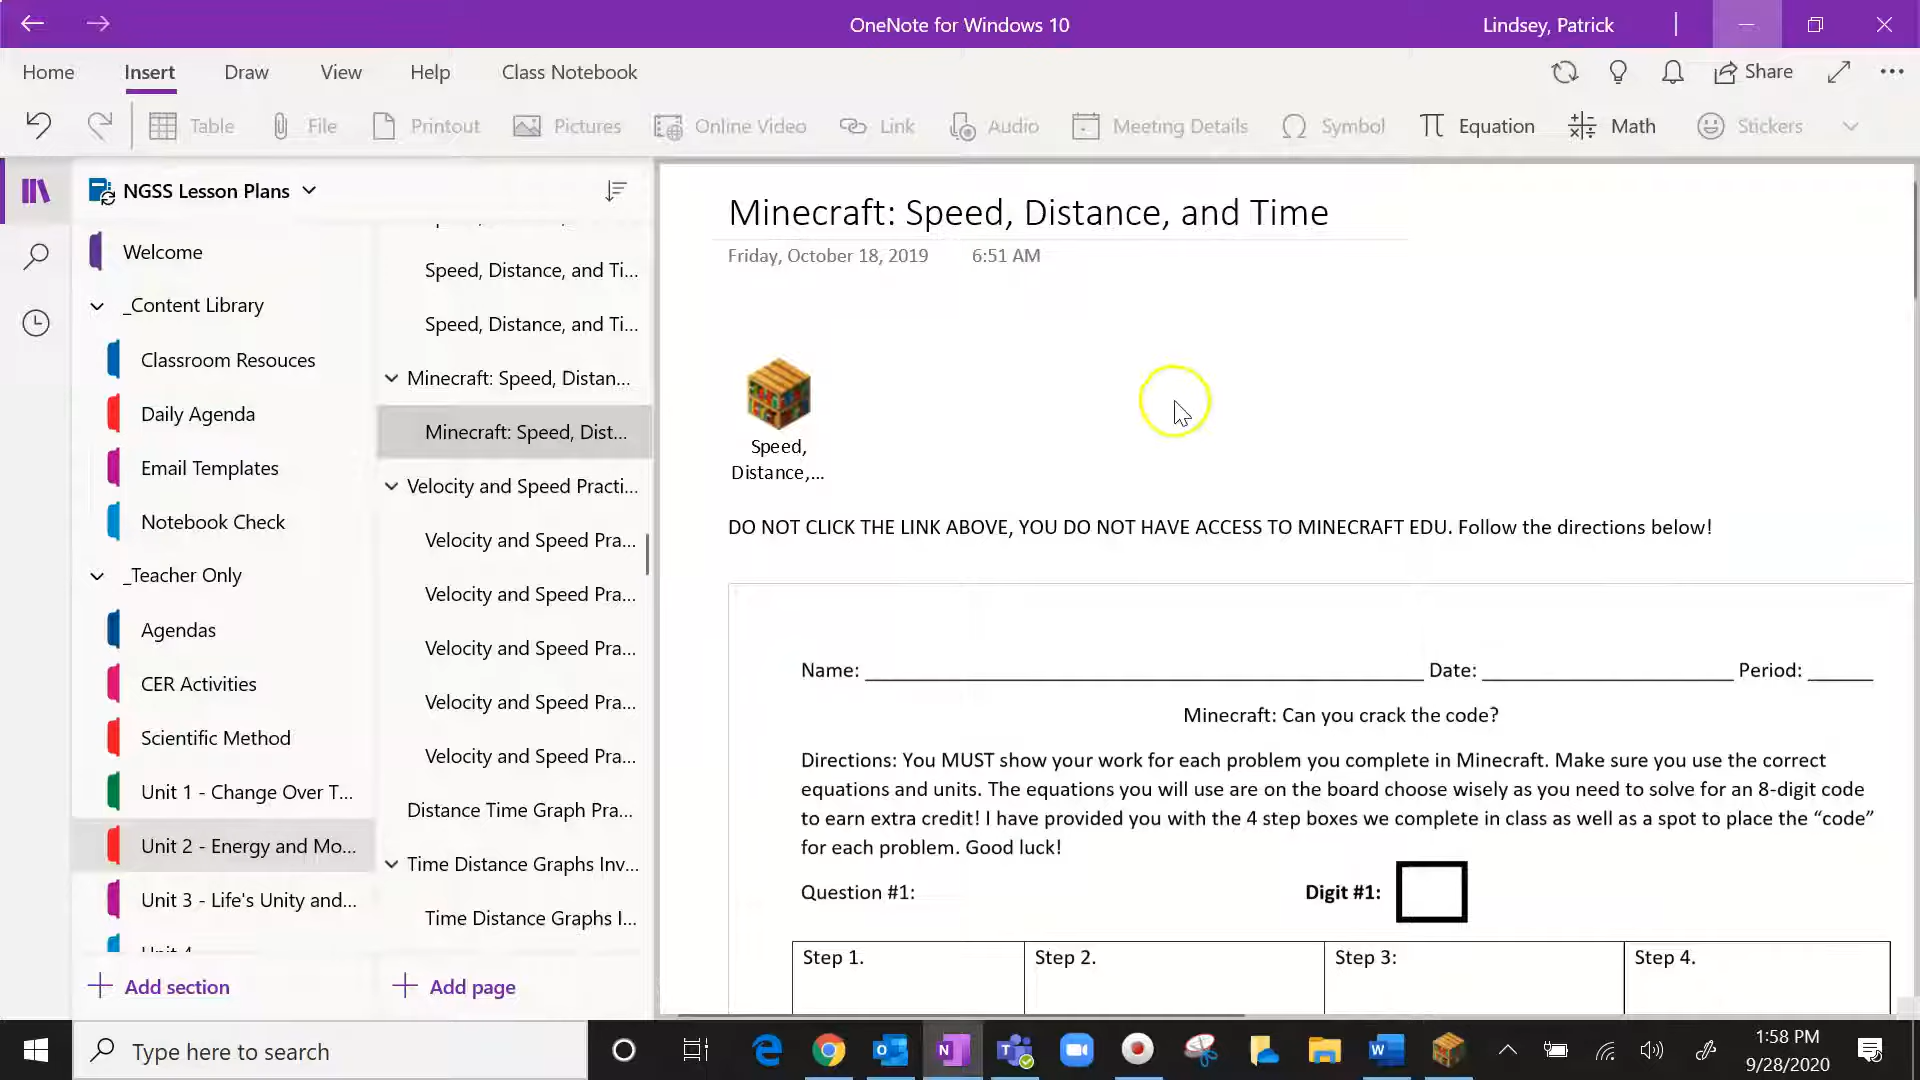 OneNote for Windows 10
Lindsey, Patrick
Home
Insert
Draw
View
Help
Class Notebook
Share
Table
File
Printout
Pictures
Online Video
Link
Audio
Meeting Details
Symbol
Equation
Math
Stickers
NGSS Lesson Plans
Welcome
_Content Library
Classroom Resouces
Daily Agenda
Email Templates
Notebook Check
_Teacher Only
Agendas
CER Activities
Scientific Method
Unit 1 - Change Over T...
Unit 2 - Energy and Mo...
Unit 3 - Life's Unity and...
Unit 4
Add section
Speed, Distance, and Ti...
Speed, Distance, and Ti...
Minecraft: Speed, Distan...
Minecraft: Speed, Dist...
Velocity and Speed Practi...
Velocity and Speed Pra...
Velocity and Speed Pra...
Velocity and Speed Pra...
Velocity and Speed Pra...
Velocity and Speed Pra...
Distance Time Graph Pra...
Time Distance Graphs Inv...
Time Distance Graphs I...
Add page
Minecraft: Speed, Distance, and Time
Friday, October 18, 2019 6:51 AM
Speed,
Distance,...
DO NOT CLICK THE LINK ABOVE, YOU DO NOT HAVE ACCESS TO MINECRAFT EDU. Follow the directions below!
Name: ____ Date: ____ Period: ____
Minecraft: Can you crack the code?
Directions: You MUST show your work for each problem you complete in Minecraft. Make sure you use the correct
equations and units. The equations you will use are on the board choose wisely as you need to solve for an 8-digit code
to earn extra credit! I have provided you with the 4 step boxes we complete in class as well as a spot to place the “code”
for each problem. Good luck!
Question #1: Digit #1:
Step 1. Step 2. Step 3: Step 4.
Type here to search
1:58 PM
9/28/2020